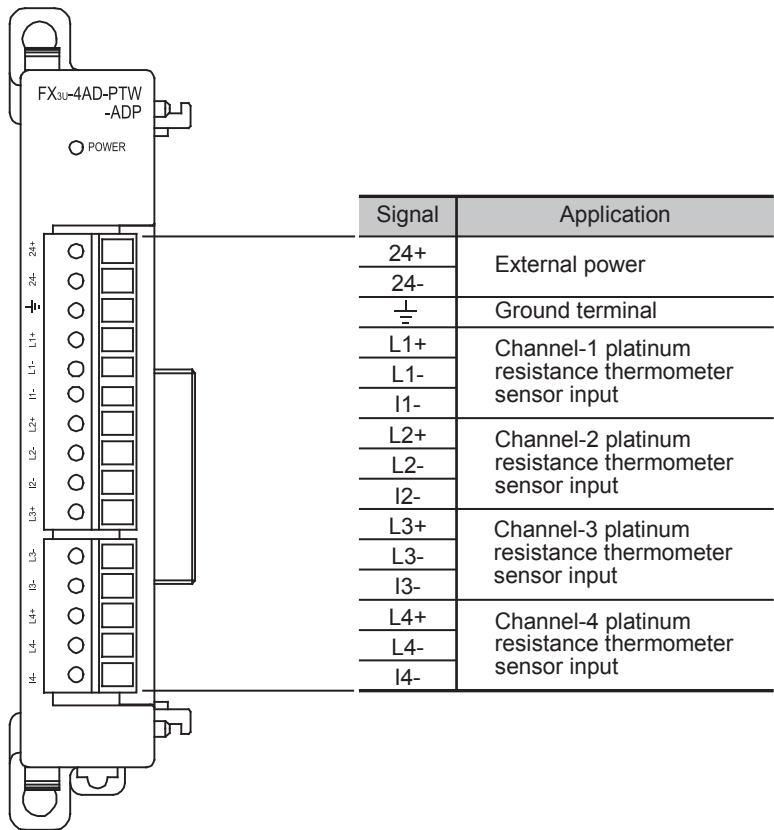 FX3U-4AD-PTW
-ADP
POWER
24+
24-
L1+
L1-
I1-
L2+
L2-
I2-
L3+
L3-
I3-
L4+
L4-
I4-
Signal Application
24+
24-
External power
Ground terminal
L1+
L1-
I1-
Channel-1 platinum
resistance thermometer
sensor input
L2+
L2-
I2-
Channel-2 platinum
resistance thermometer
sensor input
L3+
L3-
I3-
Channel-3 platinum
resistance thermometer
sensor input
L4+
L4-
I4-
Channel-4 platinum
resistance thermometer
sensor input